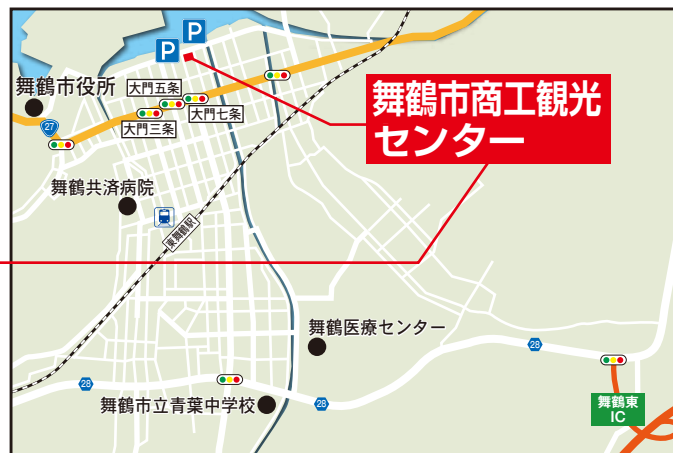 P
P
舞鶴市役所
大門五条
大門七条
大門三条
27
舞鶴市商工観光
センター
舞鶴共済病院
東舞鶴駅
舞鶴医療センター
28
28
28
舞鶴市立青葉中学校
舞鶴東
IC